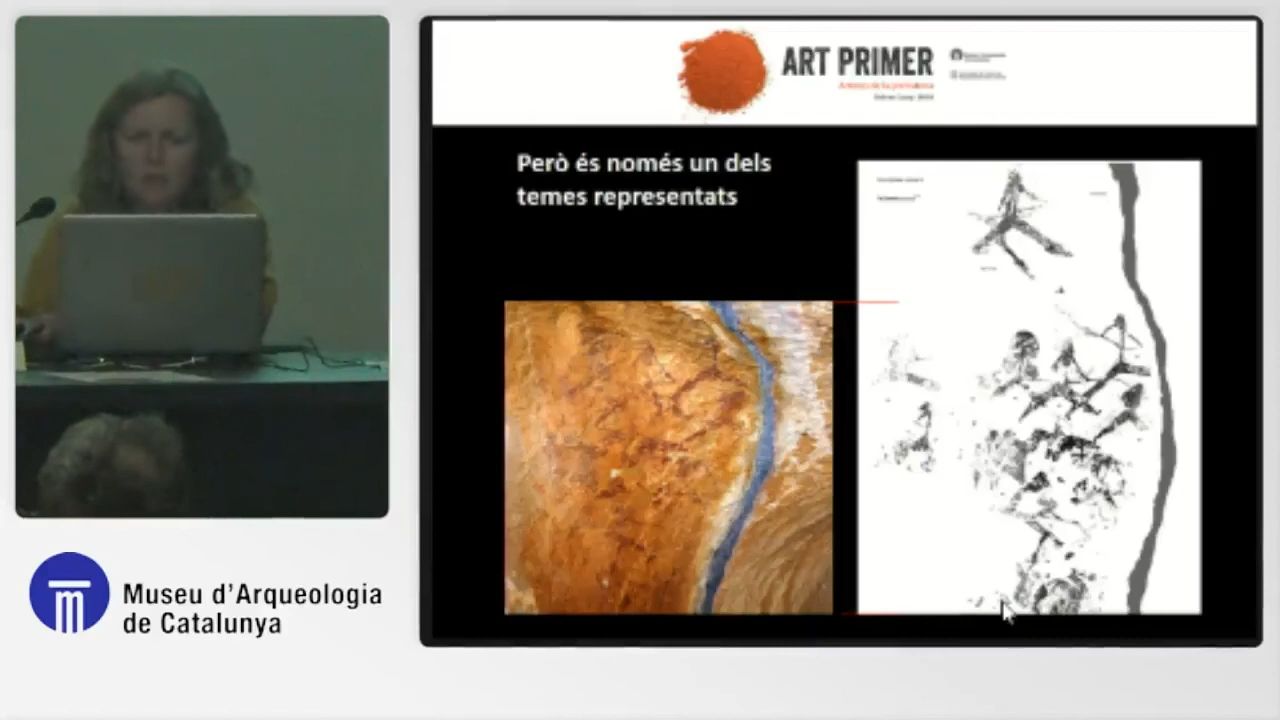 ART PRIMER
Però és només un dels
temes representats
m
Museu d'Arqueologia
de Catalunya